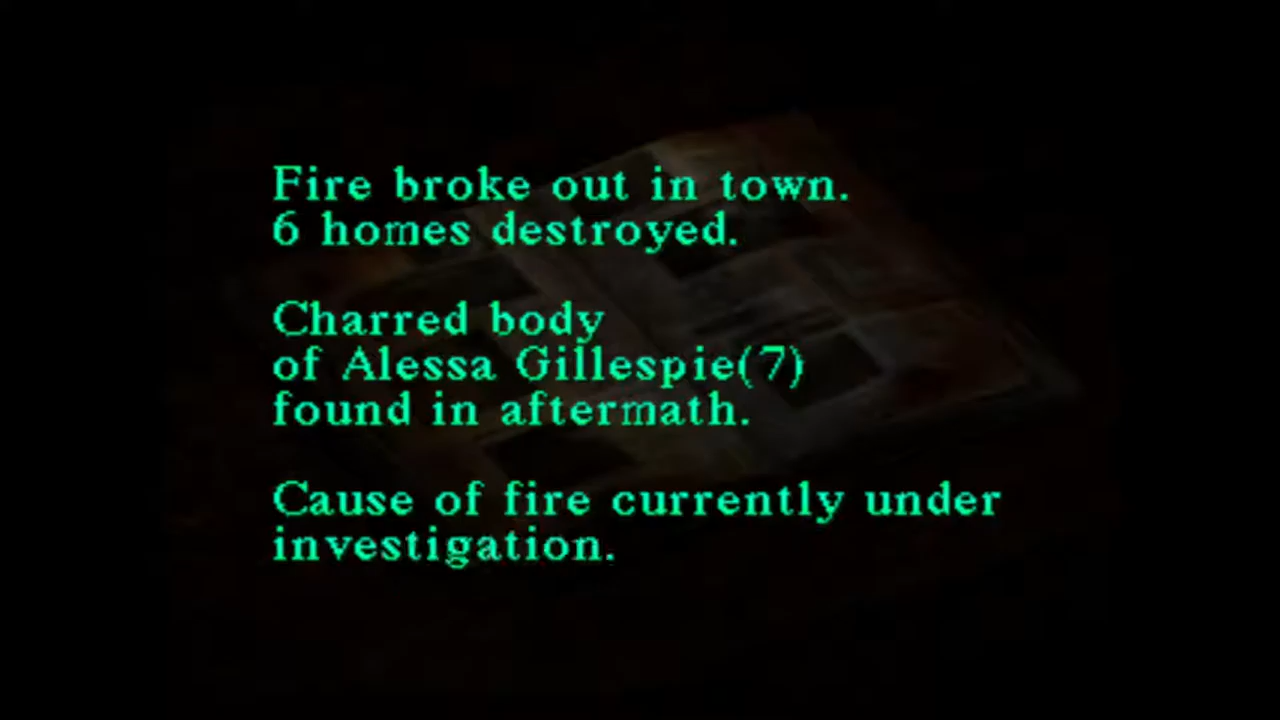 Fire broke out in town.
6 homes destroyed.
Charred body
of Alessa Gillespie(7)
found in aftermath.
Cause of fire currently under
investigation.